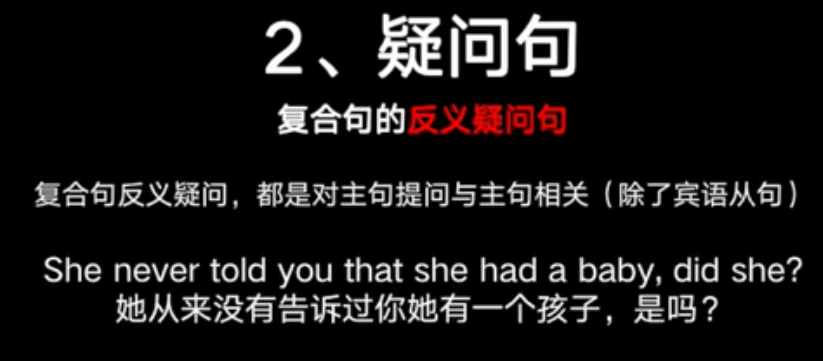 2、疑问句
复合句的反义疑问句
复合句反义疑问，都是对主句提问与主句相关（除了宾语从句）
She never told you that she had a baby, did she?
她从来没有告诉过你她有一个孩子，是吗？